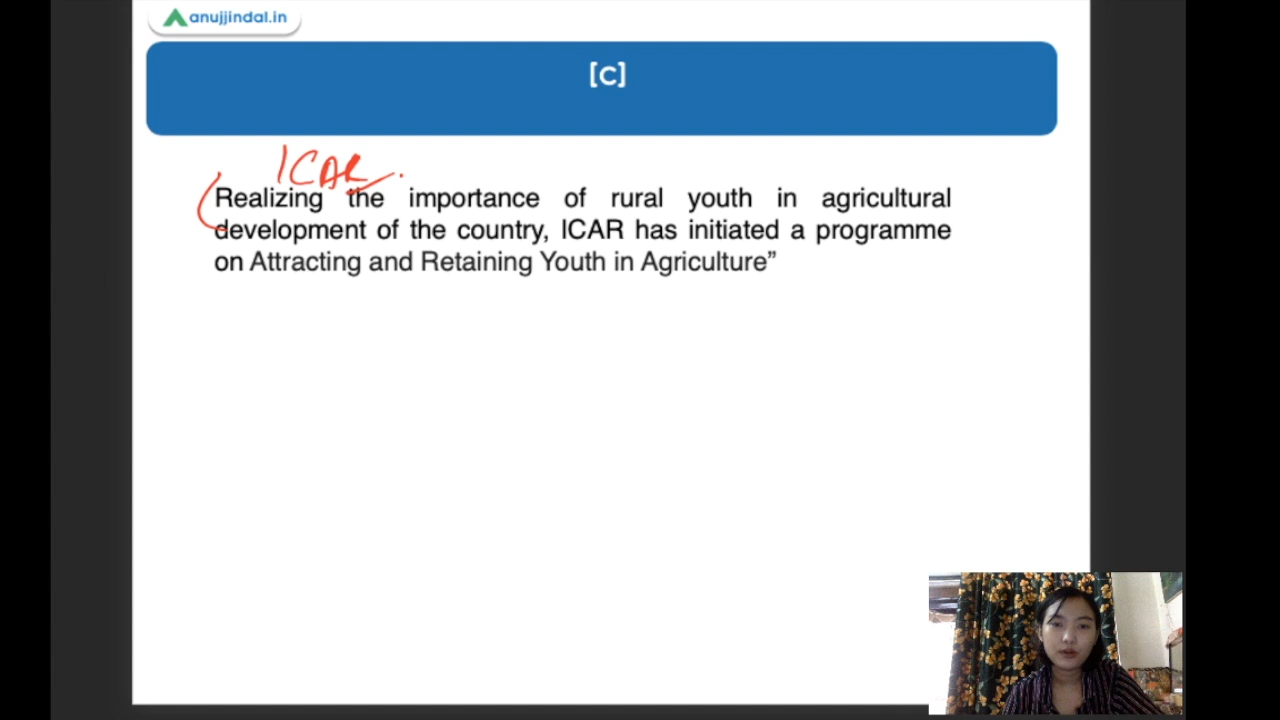 anujjindal.in
[C]
ICAR
Realizing the importance of rural youth in agricultural
development of the country, ICAR has initiated a programme
on Attracting and Retaining Youth in Agriculture”